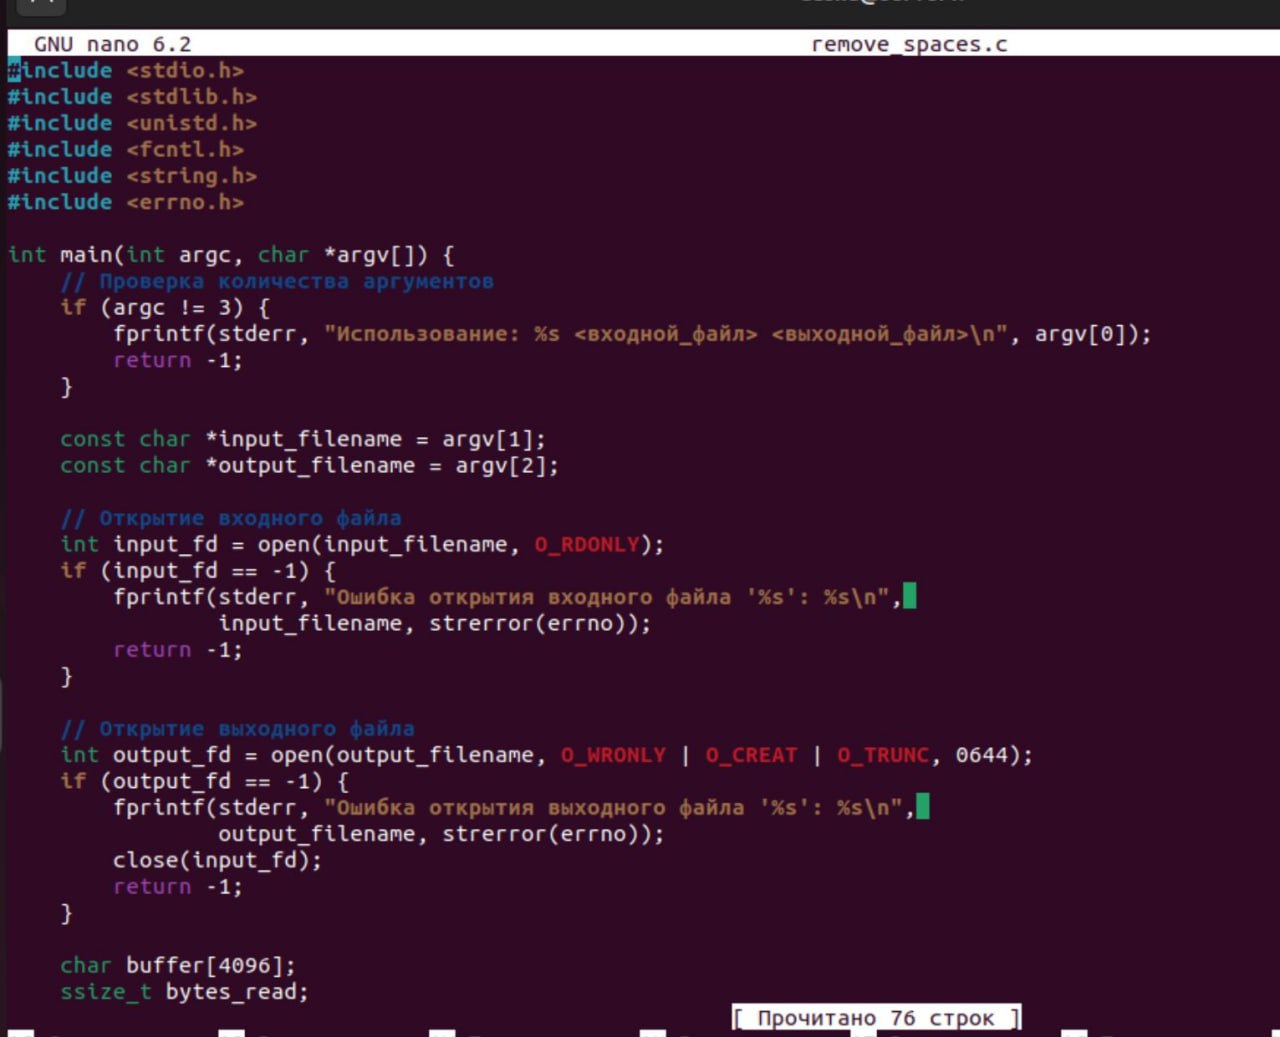 GNU nano 6.2 remove_spaces.c
#include <stdio.h>
#include <stdlib.h>
#include <unistd.h>
#include <fcntl.h>
#include <string.h>
#include <errno.h>

int main(int argc, char *argv[]) {
    // Проверка количества аргументов
    if (argc != 3) {
        fprintf(stderr, "Использование: %s <входной_файл> <выходной_файл>\n", argv[0]);
        return -1;
    }

    const char *input_filename = argv[1];
    const char *output_filename = argv[2];

    // Открытие входного файла
    int input_fd = open(input_filename, O_RDONLY);
    if (input_fd == -1) {
        fprintf(stderr, "Ошибка открытия входного файла '%s': %s\n",
                input_filename, strerror(errno));
        return -1;
    }

    // Открытие выходного файла
    int output_fd = open(output_filename, O_WRONLY | O_CREAT | O_TRUNC, 0644);
    if (output_fd == -1) {
        fprintf(stderr, "Ошибка открытия выходного файла '%s': %s\n",
                output_filename, strerror(errno));
        close(input_fd);
        return -1;
    }

    char buffer[4096];
    ssize_t bytes_read;
[ Прочитано 76 строк ]